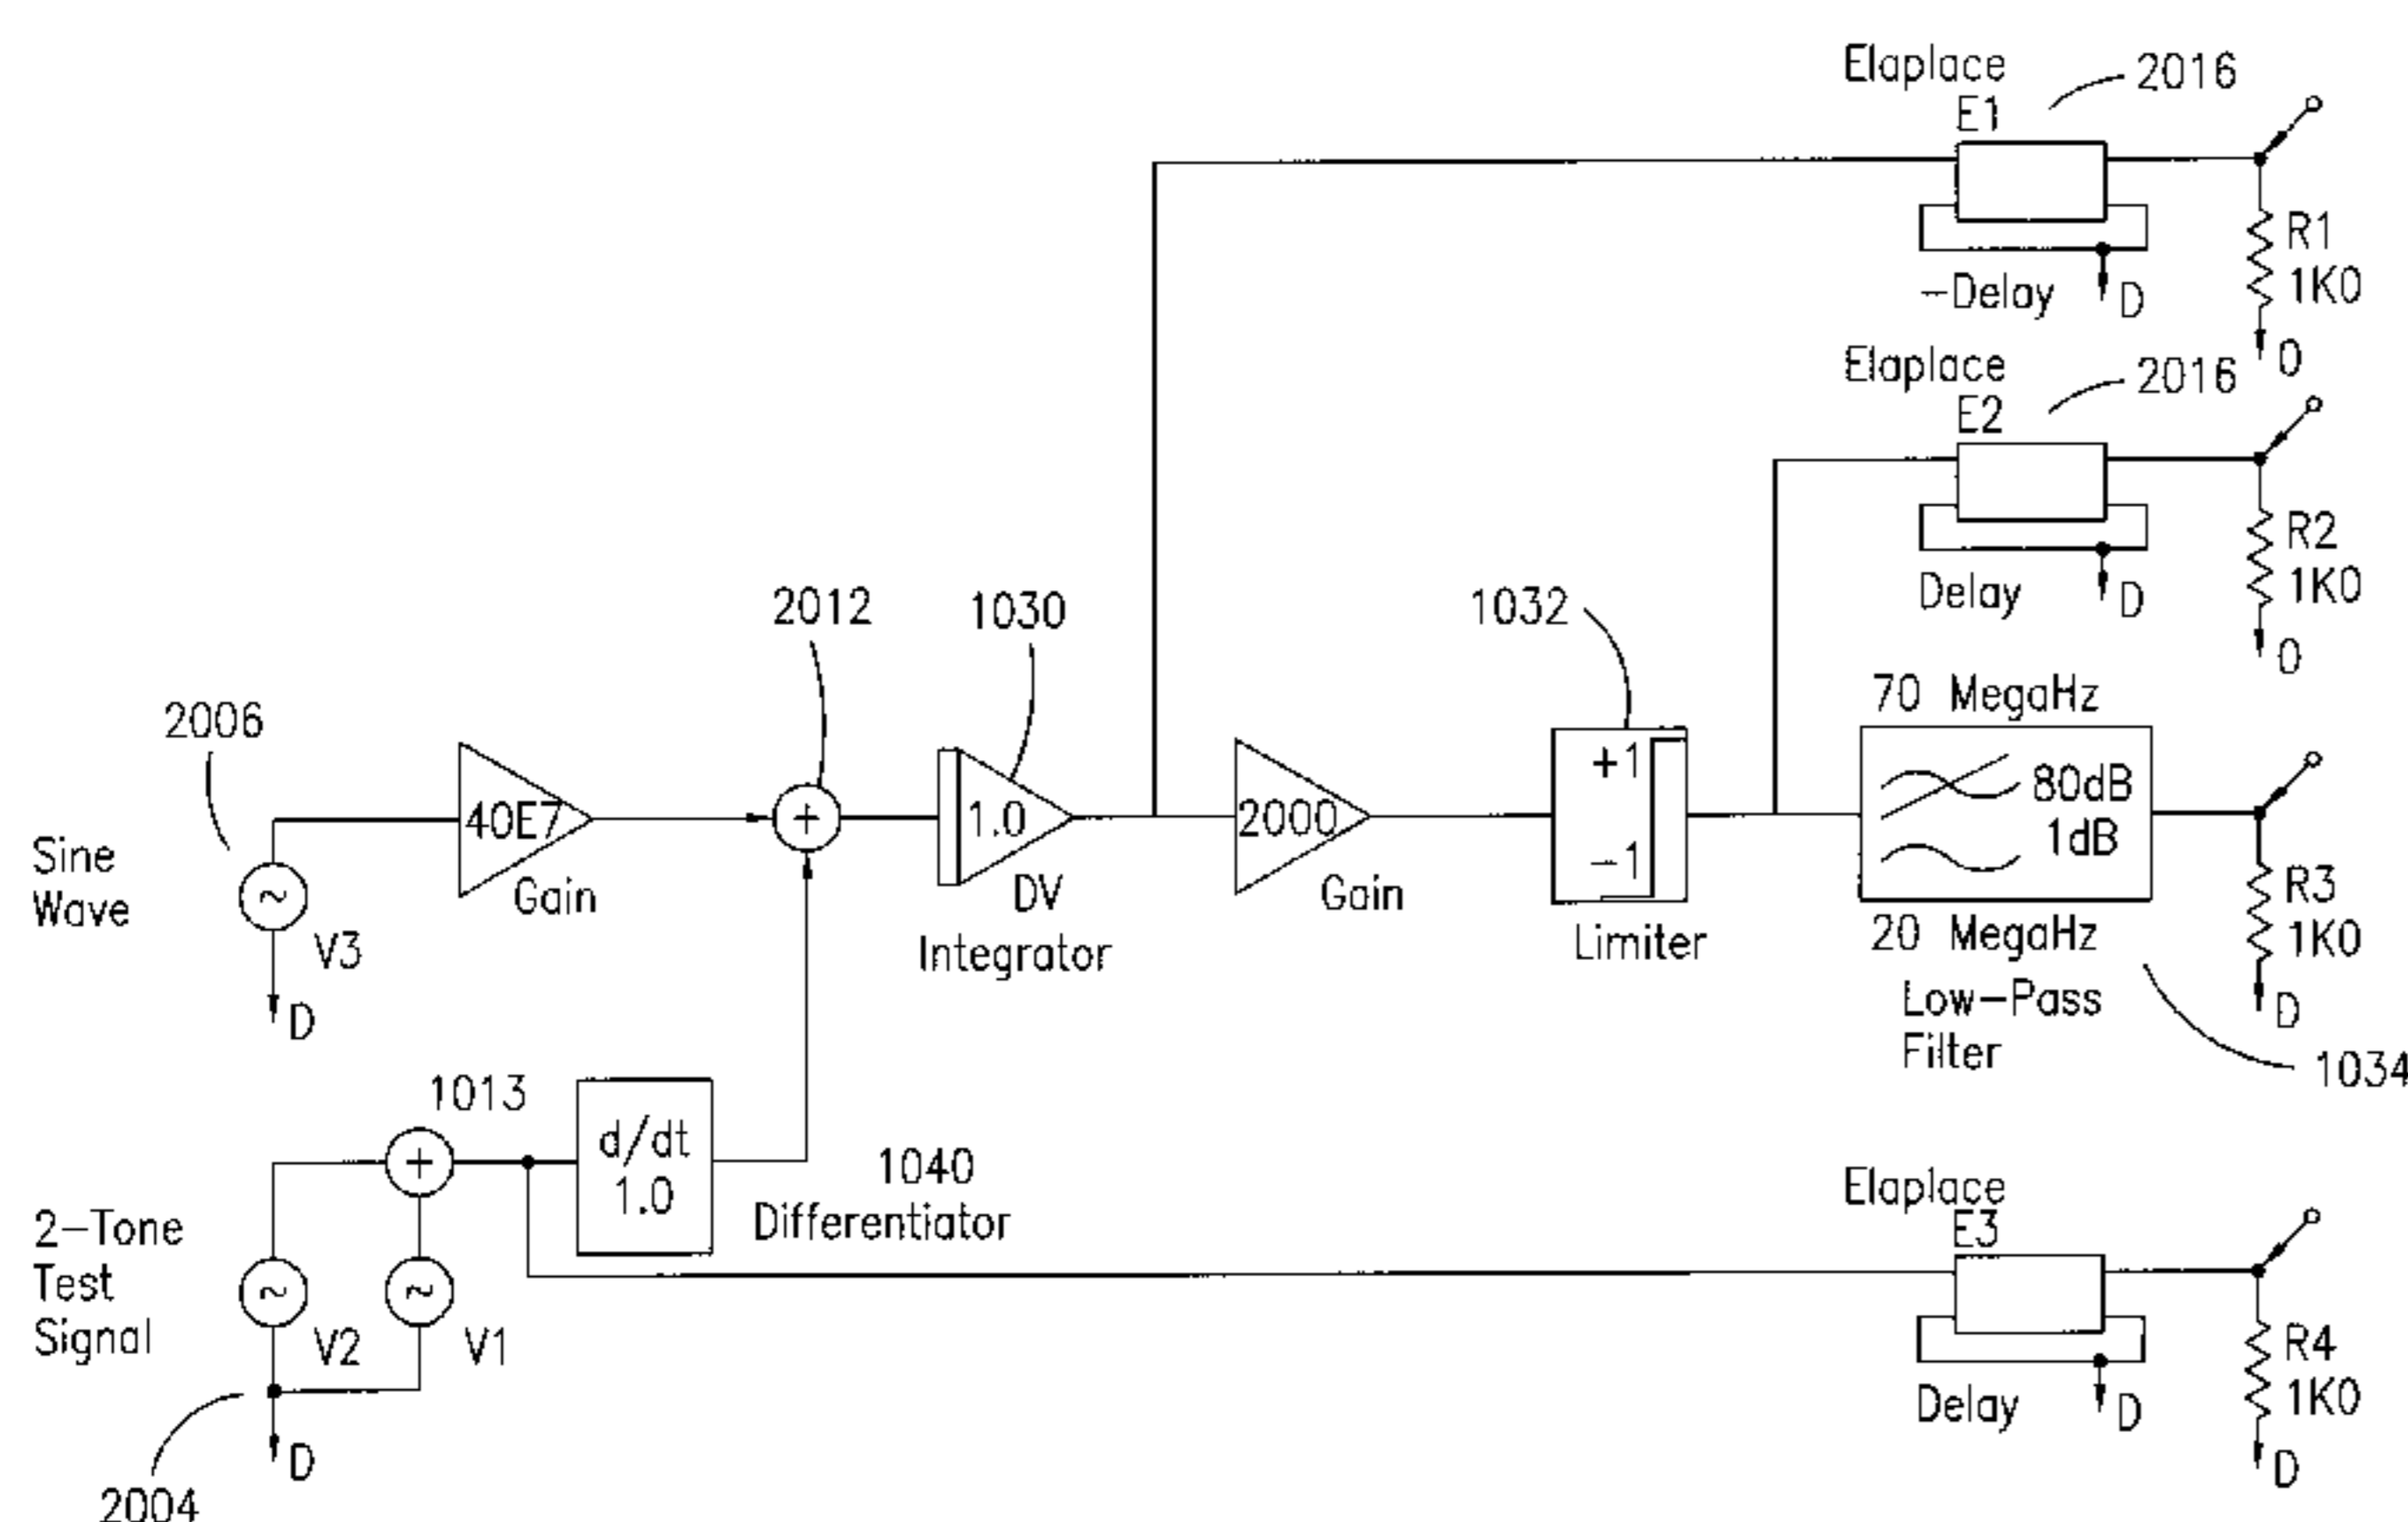 Elaplace
E1
2016
R1
1K0
-Delay
D
0
Elaplace
E2
2016
R2
1K0
Delay
D
0
2012
1030
1032
2006
70 MegaHz
40E7
+
1.0
2000
+1
-1
80dB
1dB
Sine
Wave
Gain
DV
Integrator
Gain
Limiter
20 MegaHz
Low-Pass
Filter
R3
1K0
D
V3
D
1034
1013
+
d/dt
1.0
1040
Differentiator
2-Tone
Test
Signal
V2
V1
D
2004
Elaplace
E3
R4
1K0
Delay
D
D